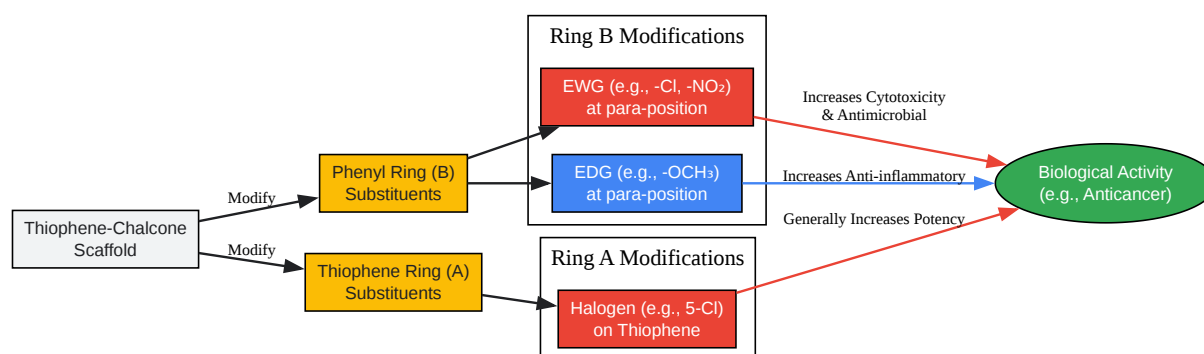 Thiophene-Chalcone
Scaffold
Modify
Modify
Phenyl Ring (B)
Substituents
Thiophene Ring (A)
Substituents
Ring B Modifications
EWG (e.g., -Cl, -NO₂)
at para-position
EDG (e.g., -OCH₃)
at para-position
Ring A Modifications
Halogen (e.g., 5-Cl)
on Thiophene
Increases Cytotoxicity
& Antimicrobial
Increases Anti-inflammatory
Generally Increases Potency
Biological Activity
(e.g., Anticancer)